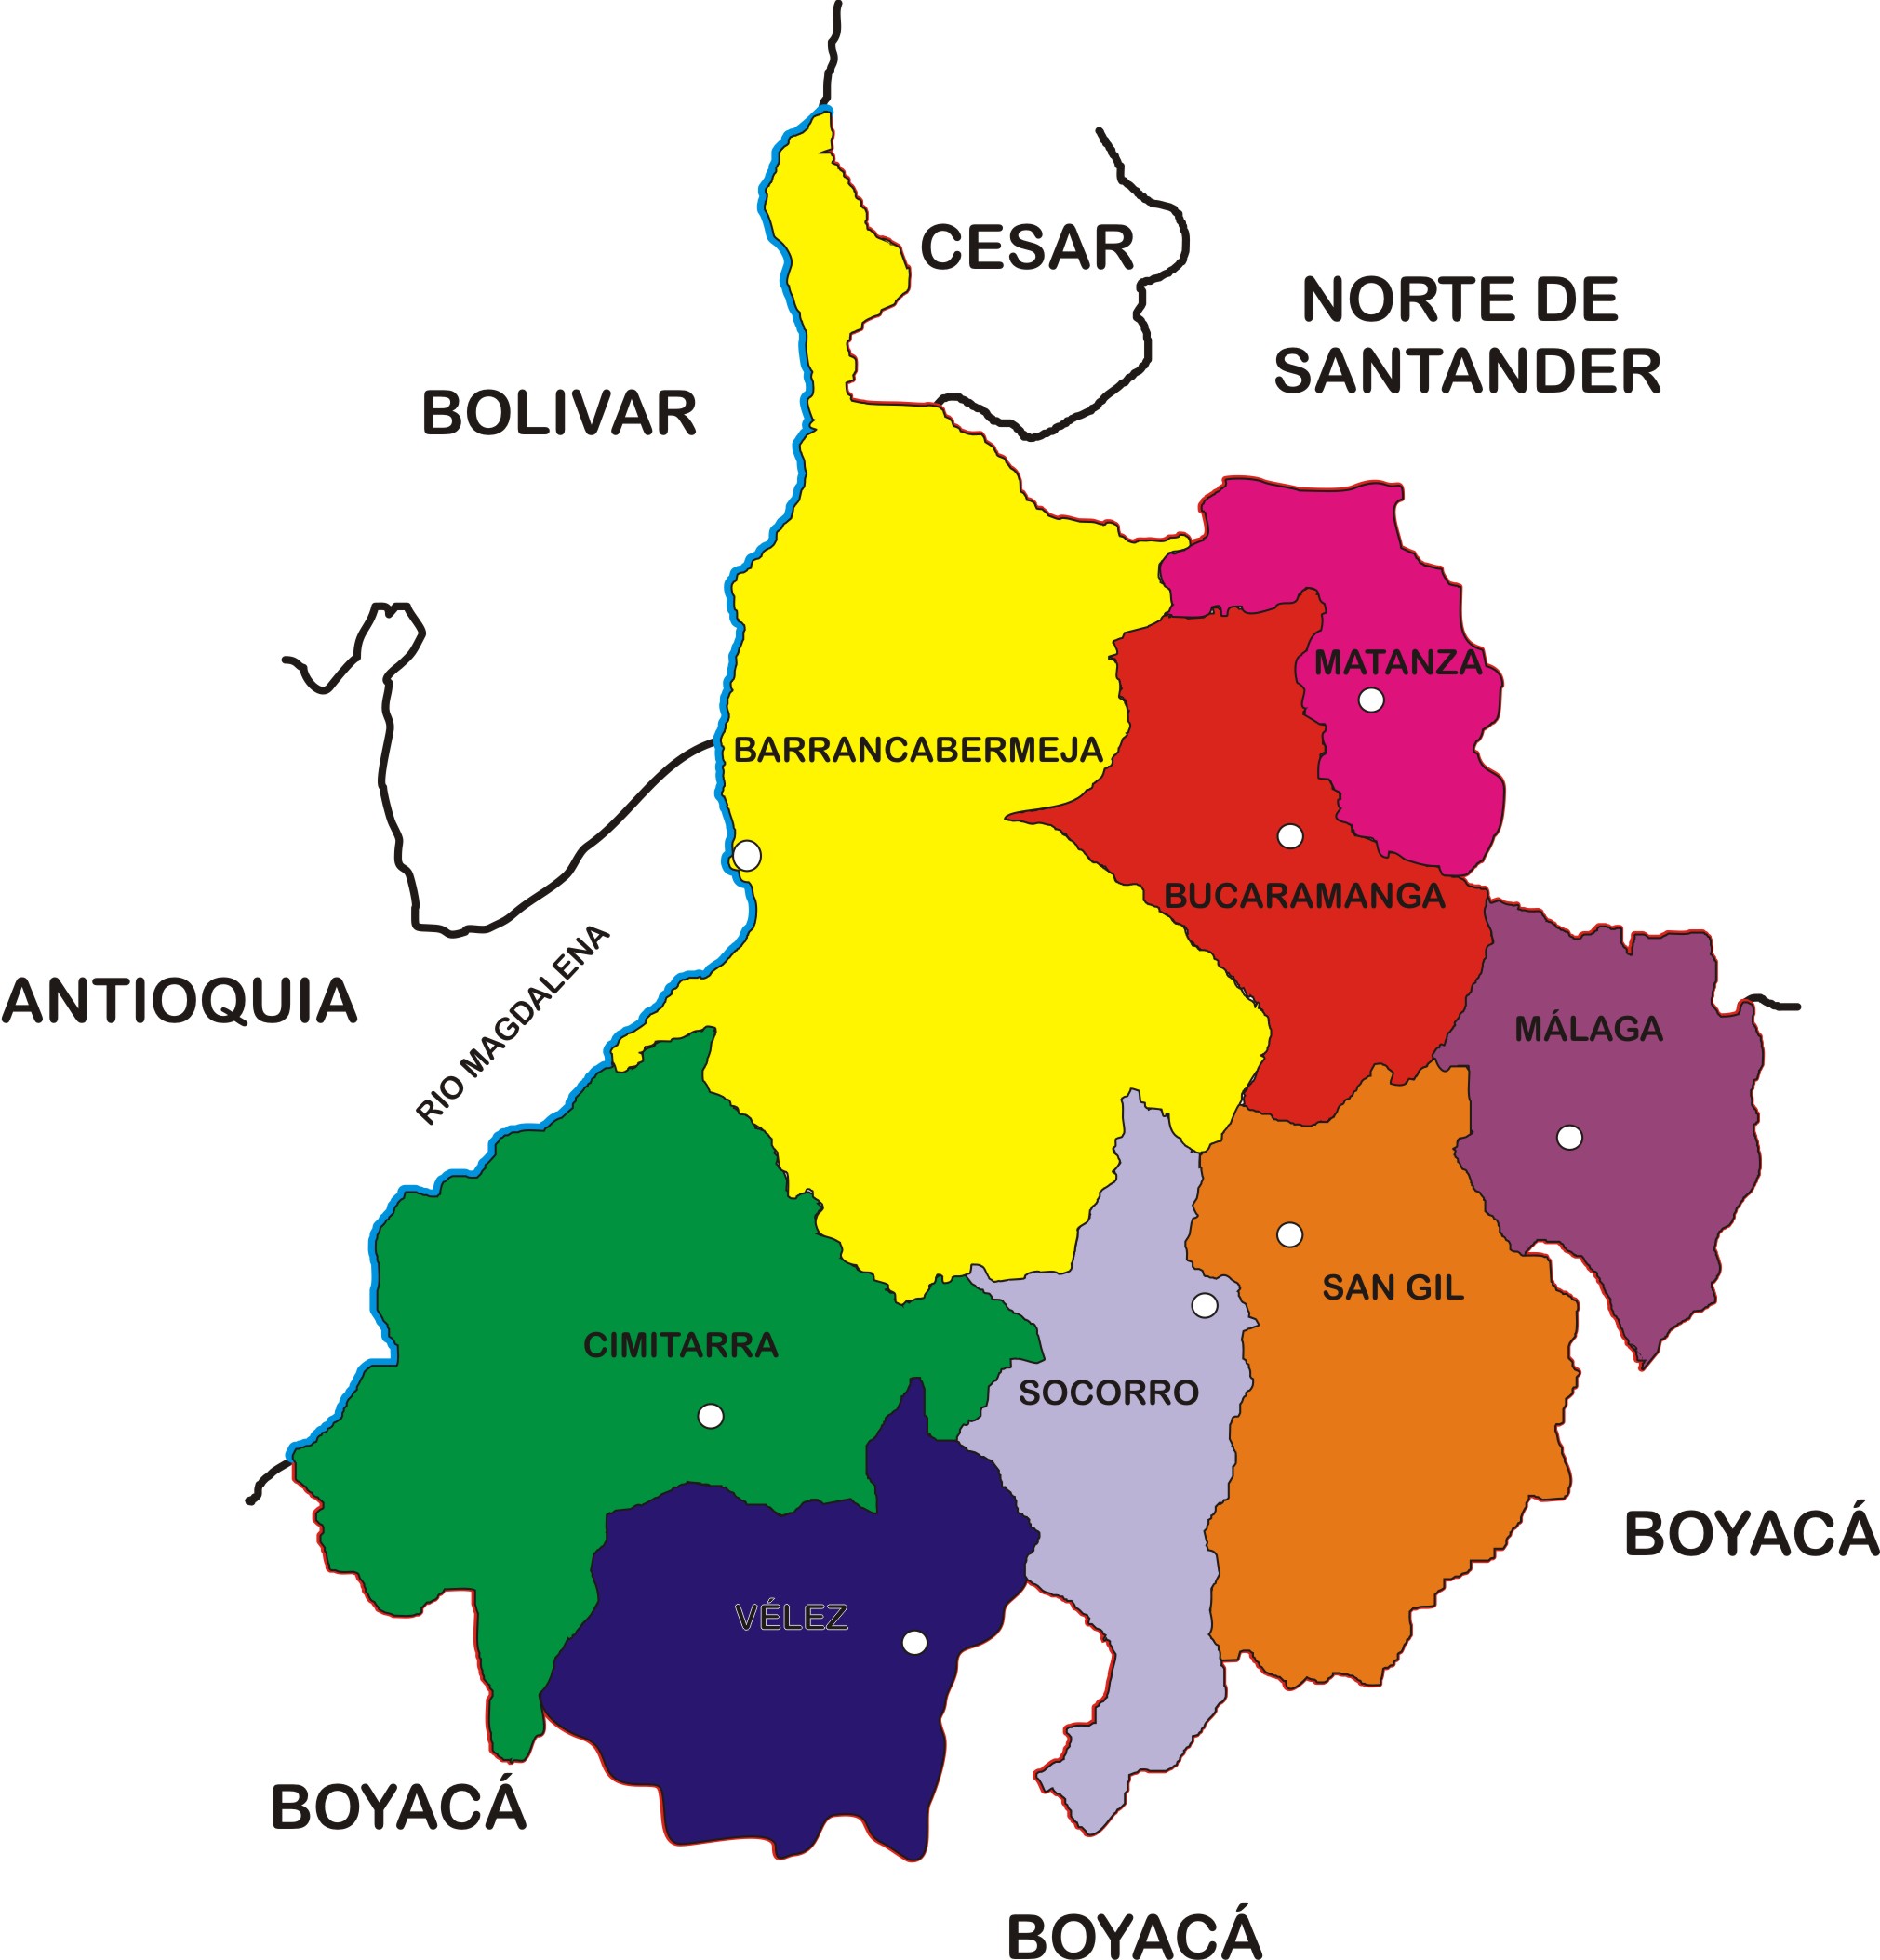 CESAR
NORTE DE
SANTANDER
BOLIVAR
MATANZA
BARRANCABERMEJA
BUCARAMANGA
ANTIOQUIA
RIO MAGDALENA
MÁLAGA
SAN GIL
CIMITARRA
SOCORRO
BOYACÁ
VÉLEZ
BOYACÁ
BOYACÁ